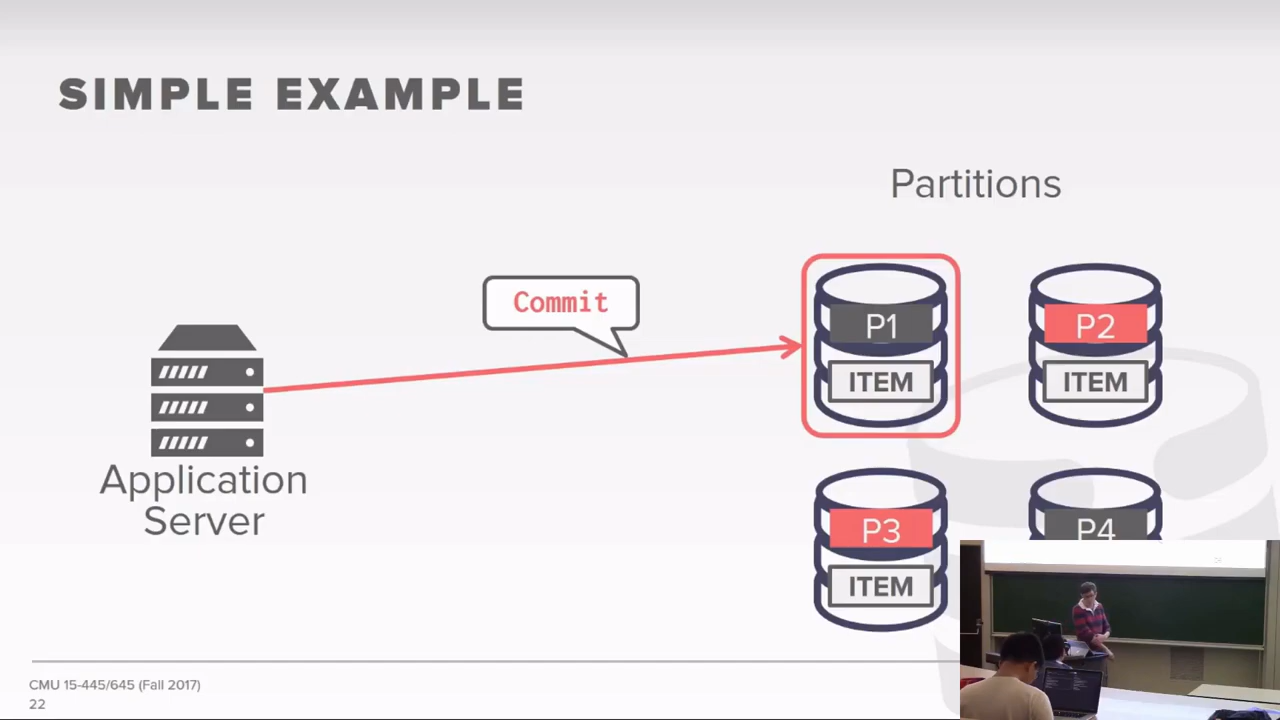 SIMPLE EXAMPLE
Partitions
Commit
P1
P2
ITEM
ITEM
Application
Server
P3
P4
ITEM
CMU 15-445/645 (Fall 2017)
22